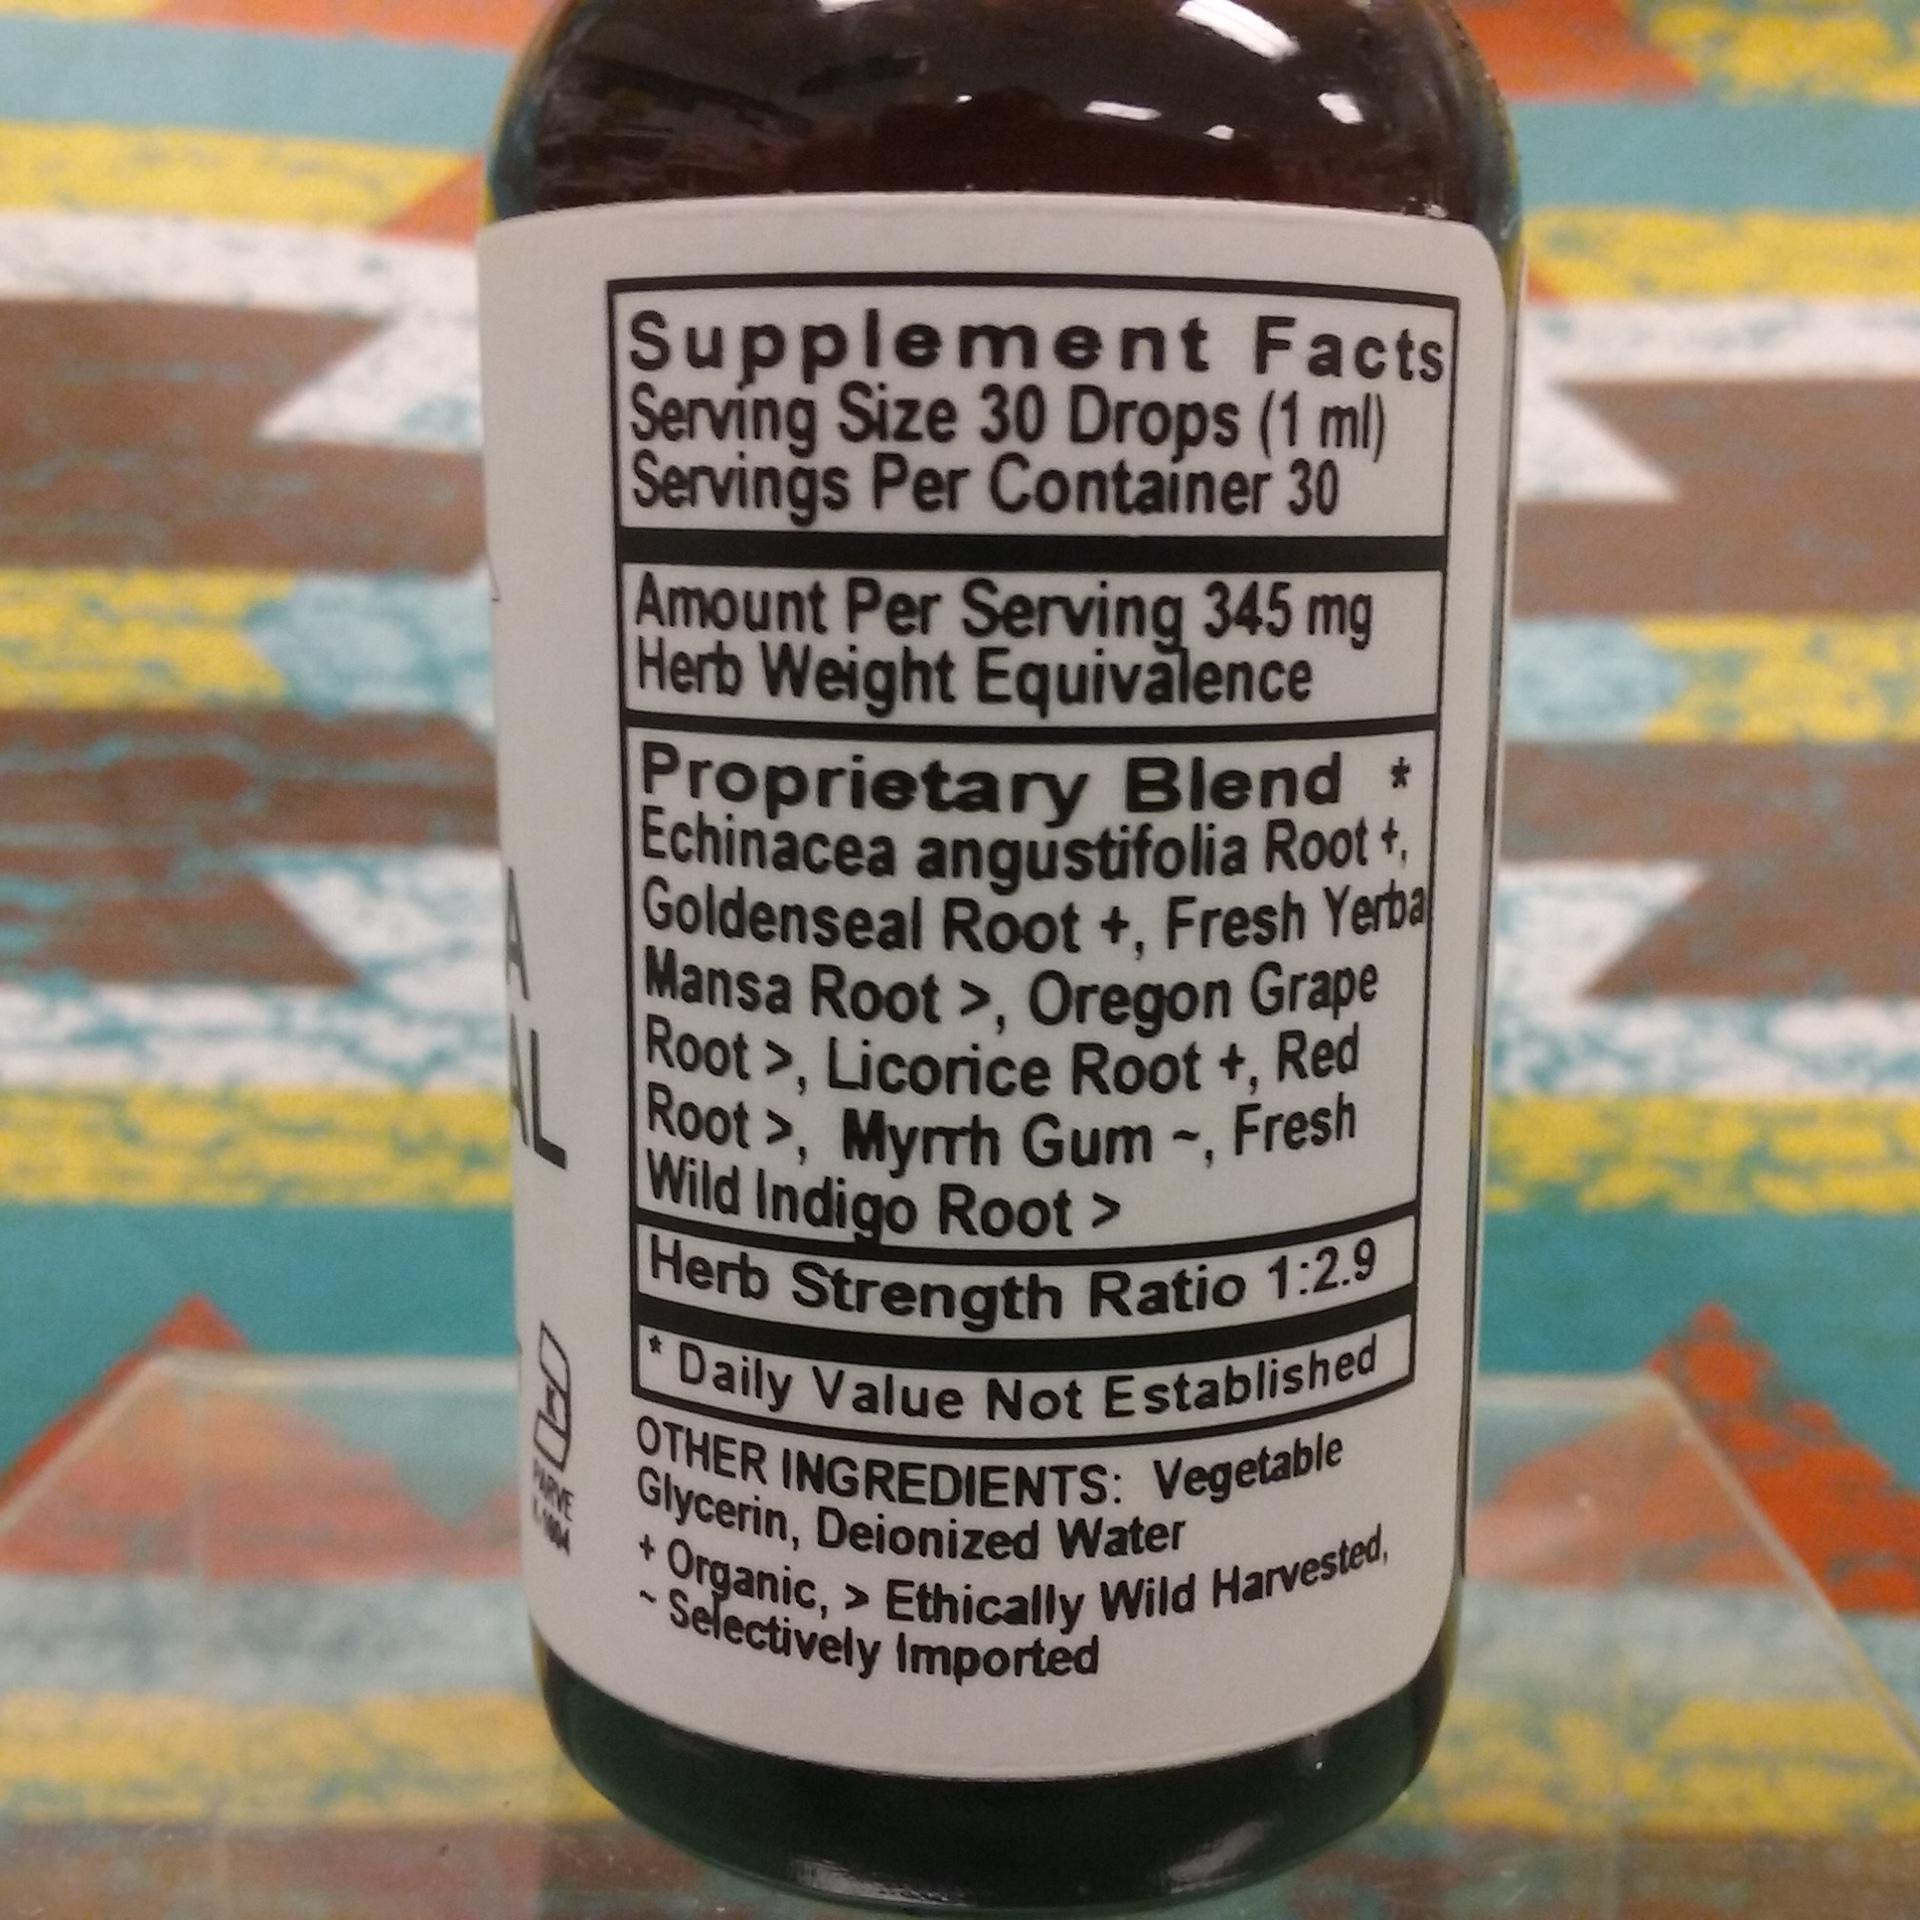 Supplement Facts
Serving Size 30 Drops (1 ml)
Servings Per Container 30
Amount Per Serving 345 mg
Herb Weight Equivalence
Proprietary Blend *
Echinacea angustifolia Root +,
Goldenseal Root +, Fresh Yerba
Mansa Root >, Oregon Grape
Root >, Licorice Root +, Red
Root >, Myrrh Gum ~, Fresh
Wild Indigo Root >
Herb Strength Ratio 1:2.9
* Daily Value Not Established
OTHER INGREDIENTS: Vegetable
Glycerin, Deionized Water
+ Organic, > Ethically Wild Harvested,
~ Selectively Imported
A
AL
K
PARVE